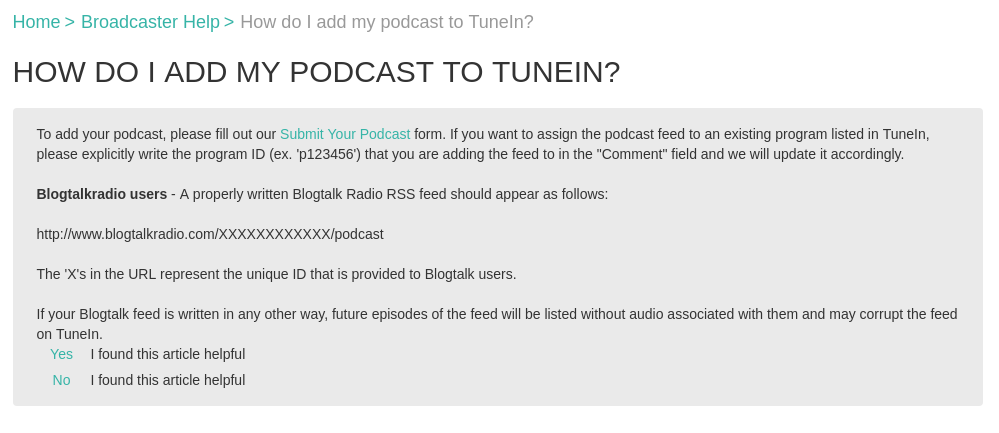 Home > Broadcaster Help > How do I add my podcast to TuneIn?
HOW DO I ADD MY PODCAST TO TUNEIN?
To add your podcast, please fill out our Submit Your Podcast form. If you want to assign the podcast feed to an existing program listed in TuneIn,
please explicitly write the program ID (ex. 'p123456') that you are adding the feed to in the "Comment" field and we will update it accordingly.
Blogtalkradio users - A properly written Blogtalk Radio RSS feed should appear as follows:
http://www.blogtalkradio.com/XXXXXXXXXXXX/podcast
The 'X's in the URL represent the unique ID that is provided to Blogtalk users.
If your Blogtalk feed is written in any other way, future episodes of the feed will be listed without audio associated with them and may corrupt the feed
on TuneIn.
Yes I found this article helpful
No I found this article helpful